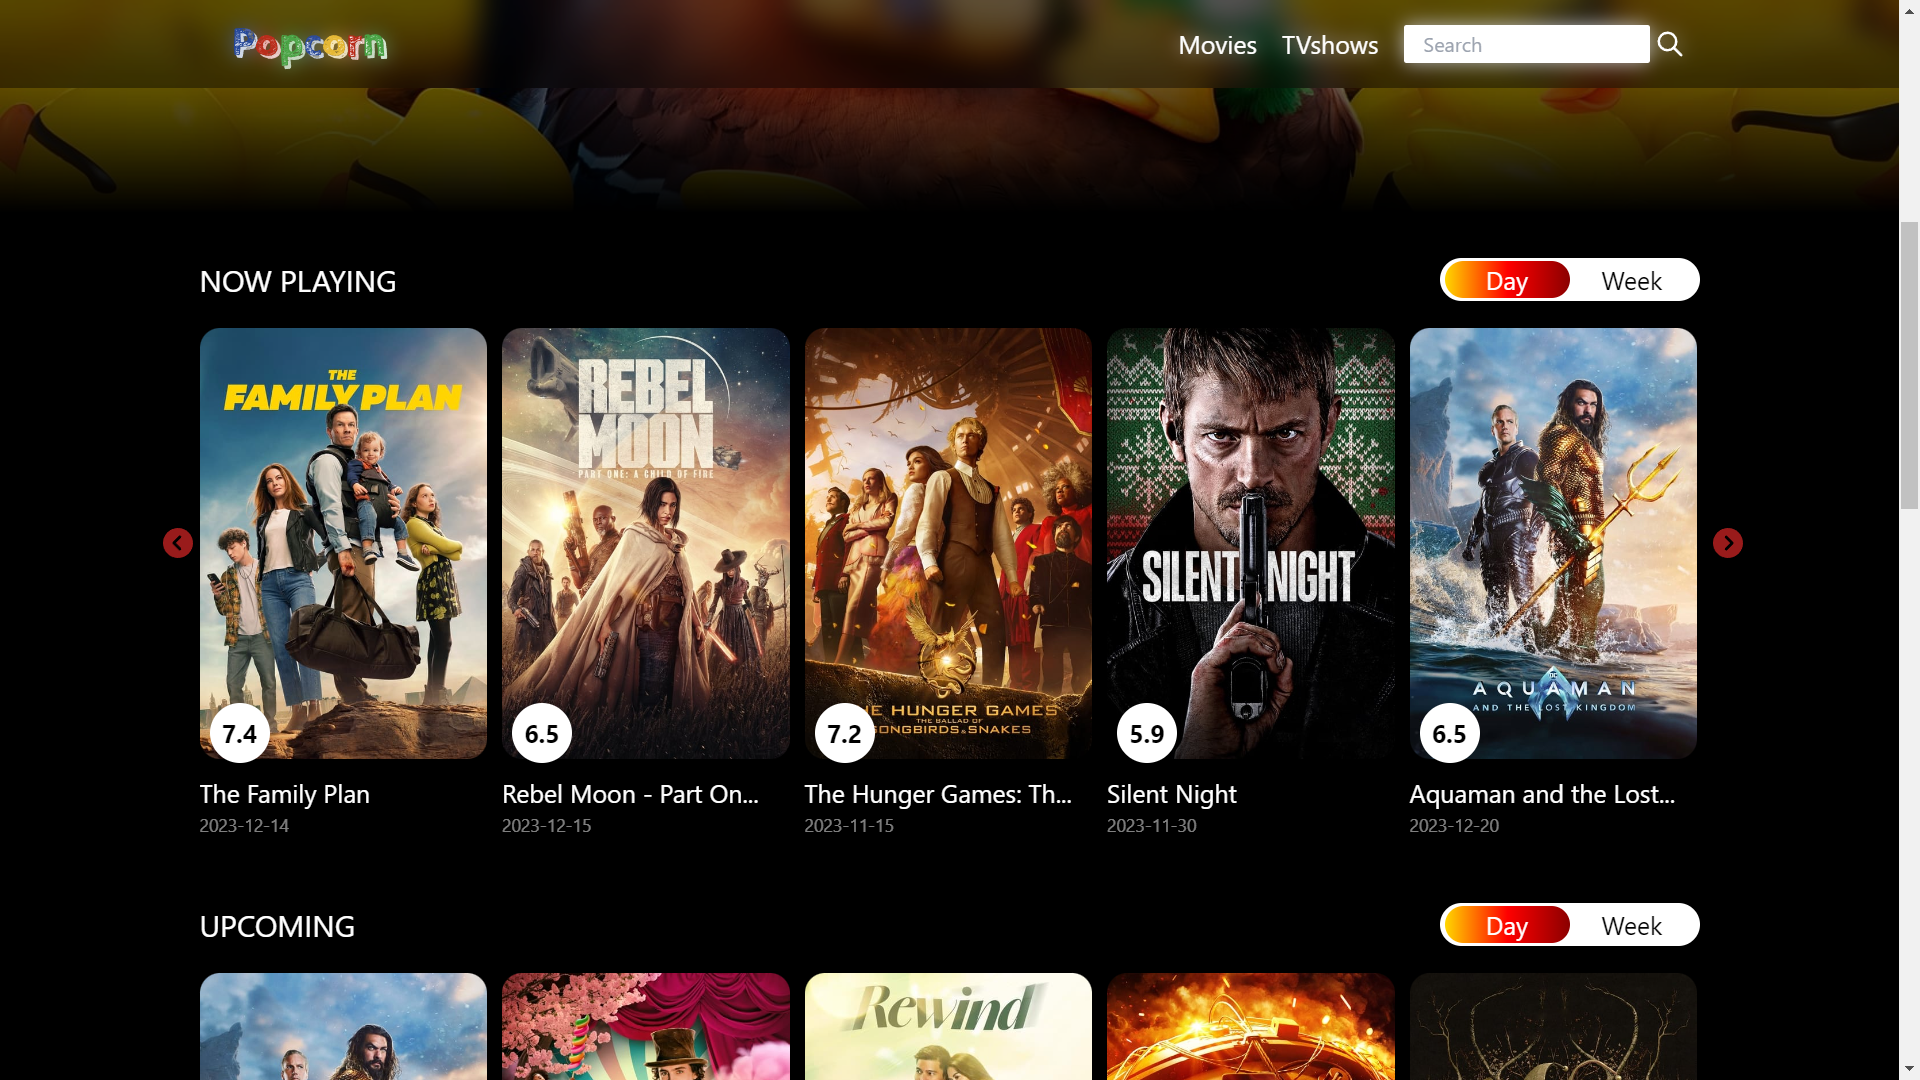 Popcorn
Movies
TVshows
Search
NOW PLAYING
Day
Week
THE
FAMILY PLAN
7.4
The Family Plan
2023-12-14
REBEL
MOON
PART ONE: A CHILD OF FIRE
6.5
Rebel Moon - Part On...
2023-12-15
HE HUNGER GAMES
THE BALLAD OF
SONGBIRDS & SNAKES
7.2
The Hunger Games: Th...
2023-11-15
SILENT NIGHT
5.9
Silent Night
2023-11-30
DC
AQUAMAN
AND THE LOST KINGDOM
6.5
Aquaman and the Lost...
2023-12-20
UPCOMING
Day
Week
Rewind